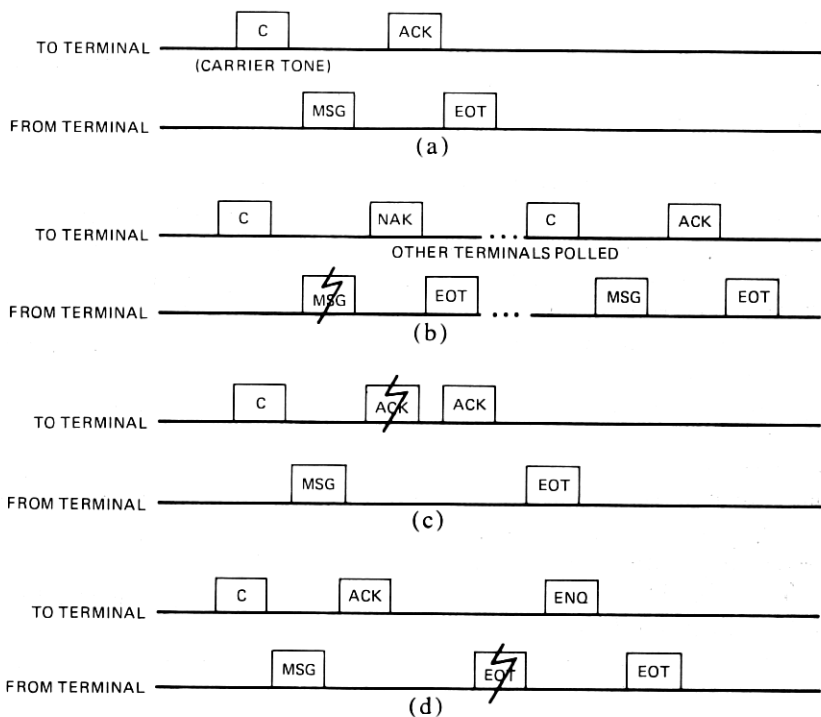 C ACK
TO TERMINAL
(CARRIER TONE)
MSG EOT
FROM TERMINAL
(a)
C NAK ... C ACK
TO TERMINAL
OTHER TERMINALS POLLED
MSG EOT ... MSG EOT
FROM TERMINAL
(b)
C ACK ACK
TO TERMINAL
MSG EOT
FROM TERMINAL
(c)
C ACK ENQ
TO TERMINAL
MSG EOT EOT
FROM TERMINAL
(d)